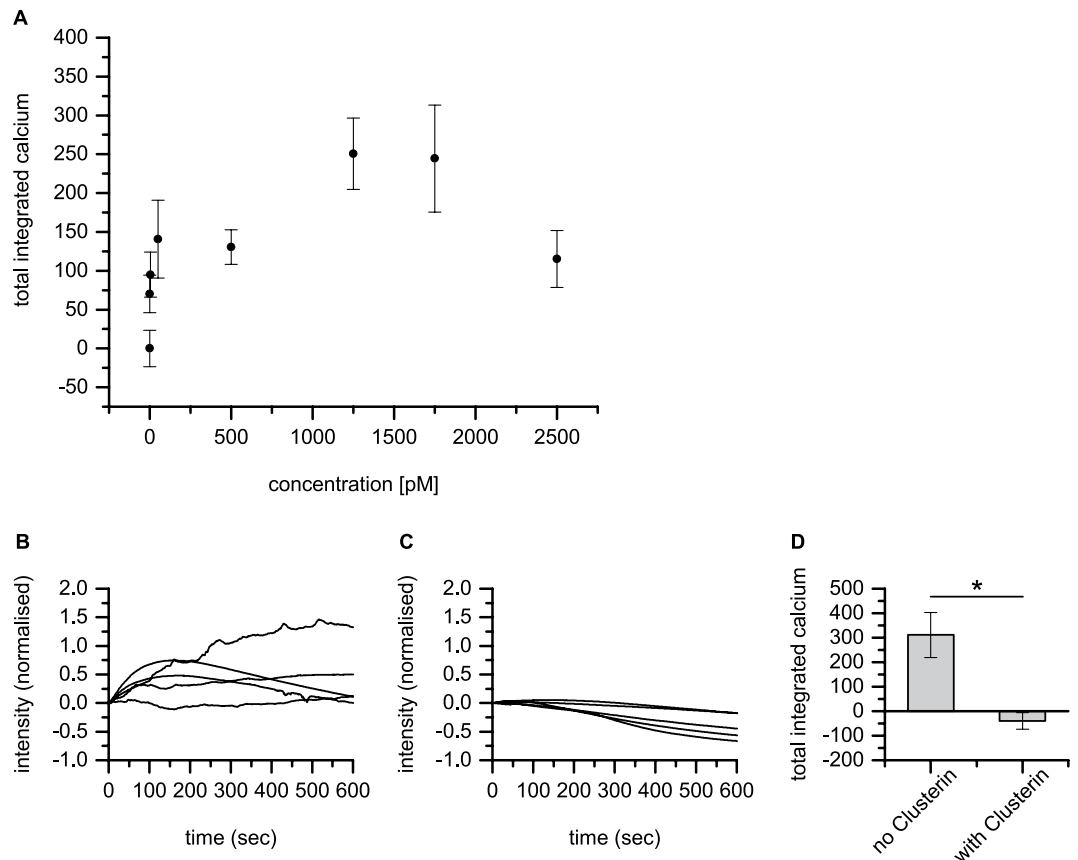 A
400
350
300
250
200
150
100
50
0
-50
total integrated calcium
0 500 1000 1500 2000 2500
concentration [pM]
B
2.0
1.5
1.0
0.5
0.0
-0.5
-1.0
intensity (normalised)
0 100 200 300 400 500 600
time (sec)
C
2.0
1.5
1.0
0.5
0.0
-0.5
-1.0
intensity (normalised)
0 100 200 300 400 500 600
time (sec)
D
500
400
300
200
100
0
-100
-200
total integrated calcium
*
no Clusterin
with Clusterin